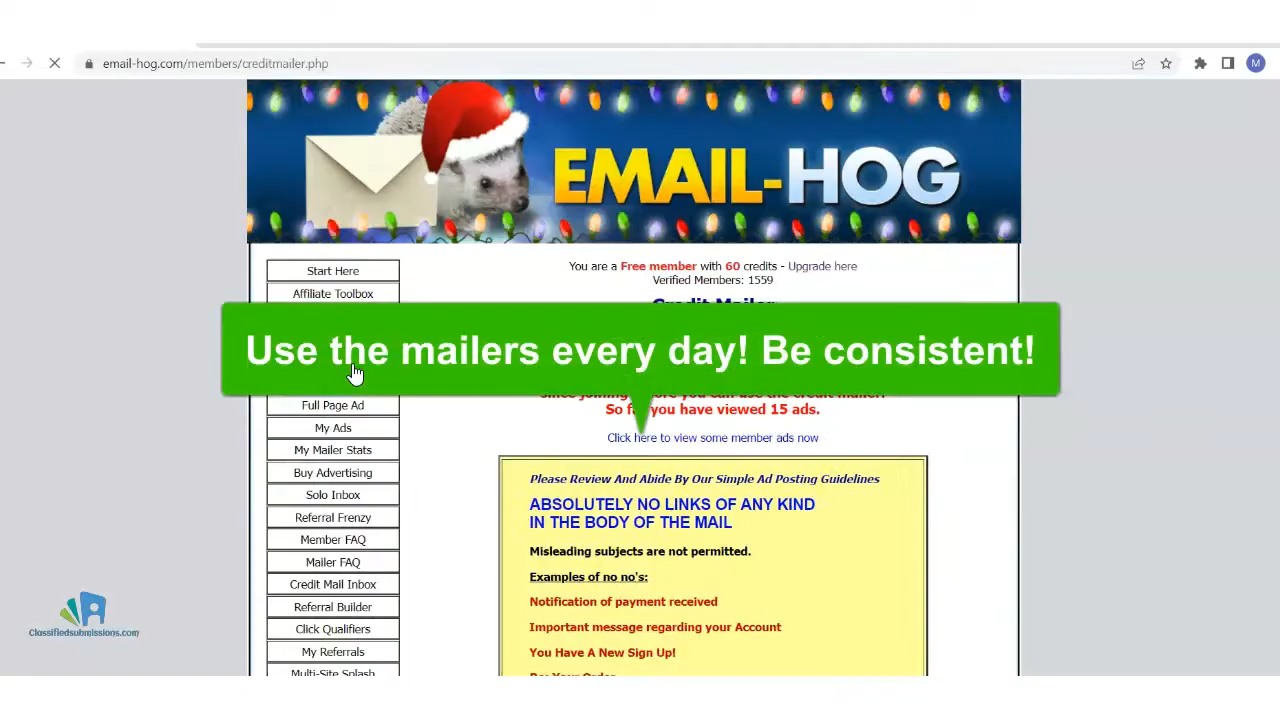 email-hog.com/members/creditmailer.php
M
EMAIL-HOG
Start Here
Affiliate Toolbox
You are a Free member with 60 credits - Upgrade here
Verified Members: 1559
Credit Mailer
Use the mailers every day! Be consistent!
So far you have viewed 15 ads.
Click here to view some member ads now
Full Page Ad
My Ads
My Mailer Stats
Buy Advertising
Solo Inbox
Referral Frenzy
Member FAQ
Mailer FAQ
Credit Mail Inbox
Referral Builder
Click Qualifiers
My Referrals
Multi-Site Splash
Please Review And Abide By Our Simple Ad Posting Guidelines
ABSOLUTELY NO LINKS OF ANY KIND
IN THE BODY OF THE MAIL
Misleading subjects are not permitted.
Examples of no no's:
Notification of payment received
Important message regarding your Account
You Have A New Sign Up!
Classifiedsubmissions.com